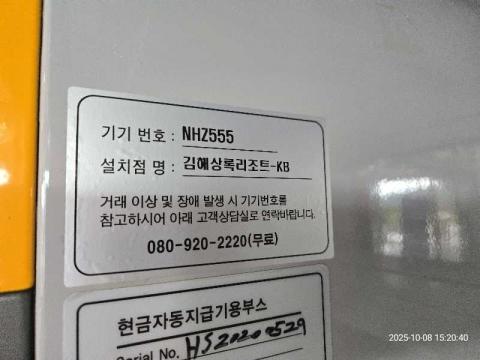 기기 번호 : NHZ555
설치점 명 : 김해상록리조트-KB
거래 이상 및 장애 발생 시 기기번호를
참고하시어 아래 고객상담실로 연락바랍니다.
080-920-2220(무료)
현금자동지급기용부스
Serial No. HS20200529
2025-10-08 15:20:40